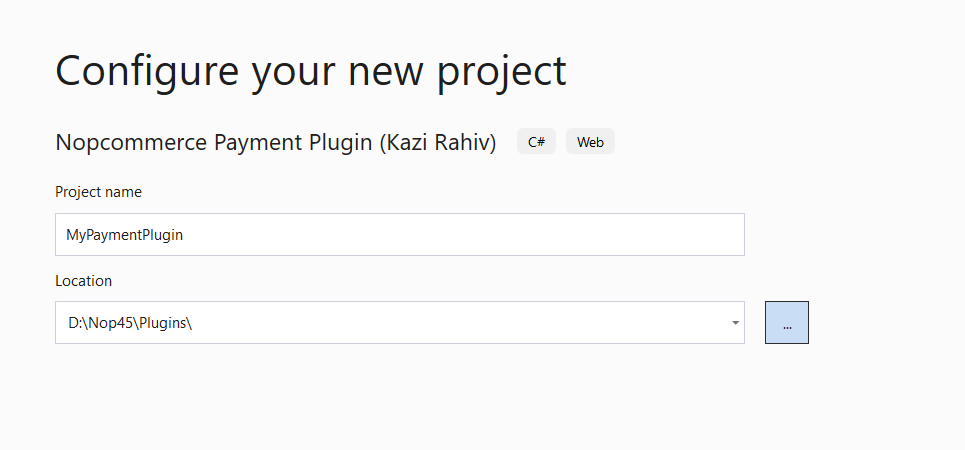 Configure your new project
Nopcommerce Payment Plugin (Kazi Rahiv) C# Web
Project name
MyPaymentPlugin
Location
D:\Nop45\Plugins\
...